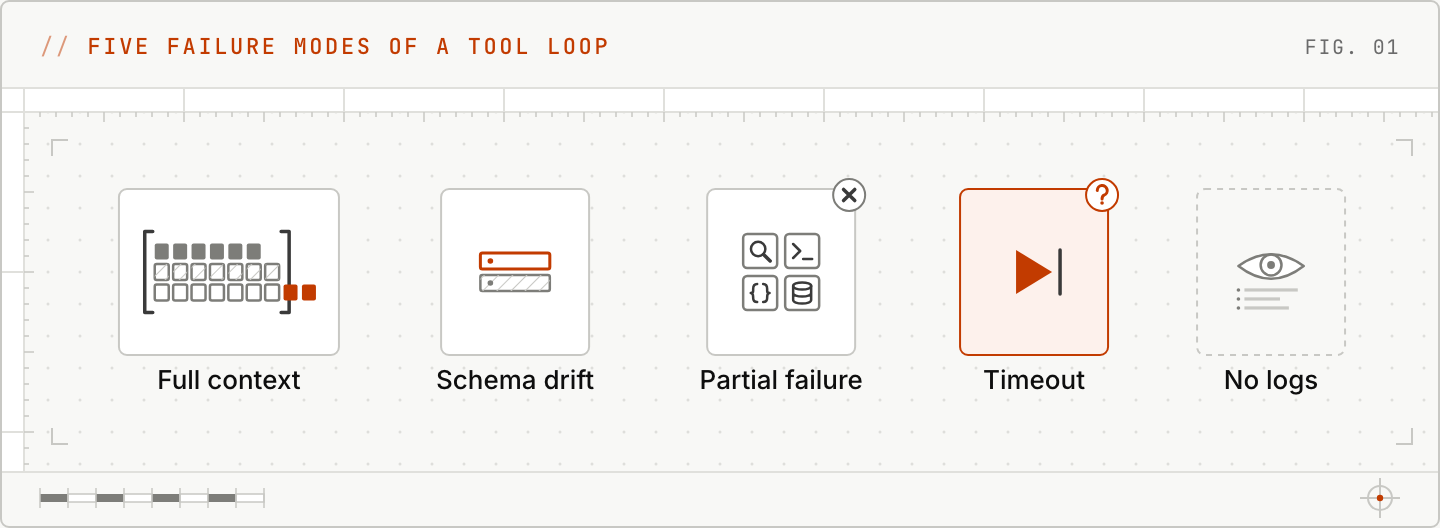 // FIVE FAILURE MODES OF A TOOL LOOP
FIG. 01
?
Full context
Schema drift
Partial failure
Timeout
No logs